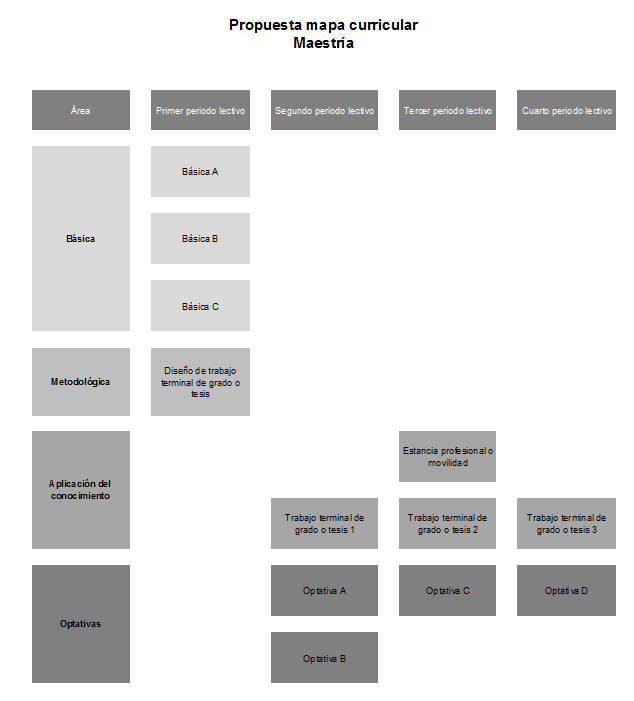 Propuesta mapa curricular
Maestría
Área
Primer periodo lectivo
Segundo periodo lectivo
Tercer periodo lectivo
Cuarto periodo lectivo
Básica
Básica A
Básica B
Básica C
Metodológica
Diseño de trabajo
terminal de grado o
tesis
Aplicación del
conocimiento
Estancia profesional o
movilidad
Trabajo terminal de
grado o tesis 1
Trabajo terminal de
grado o tesis 2
Trabajo terminal de
grado o tesis 3
Optativas
Optativa A
Optativa C
Optativa D
Optativa B